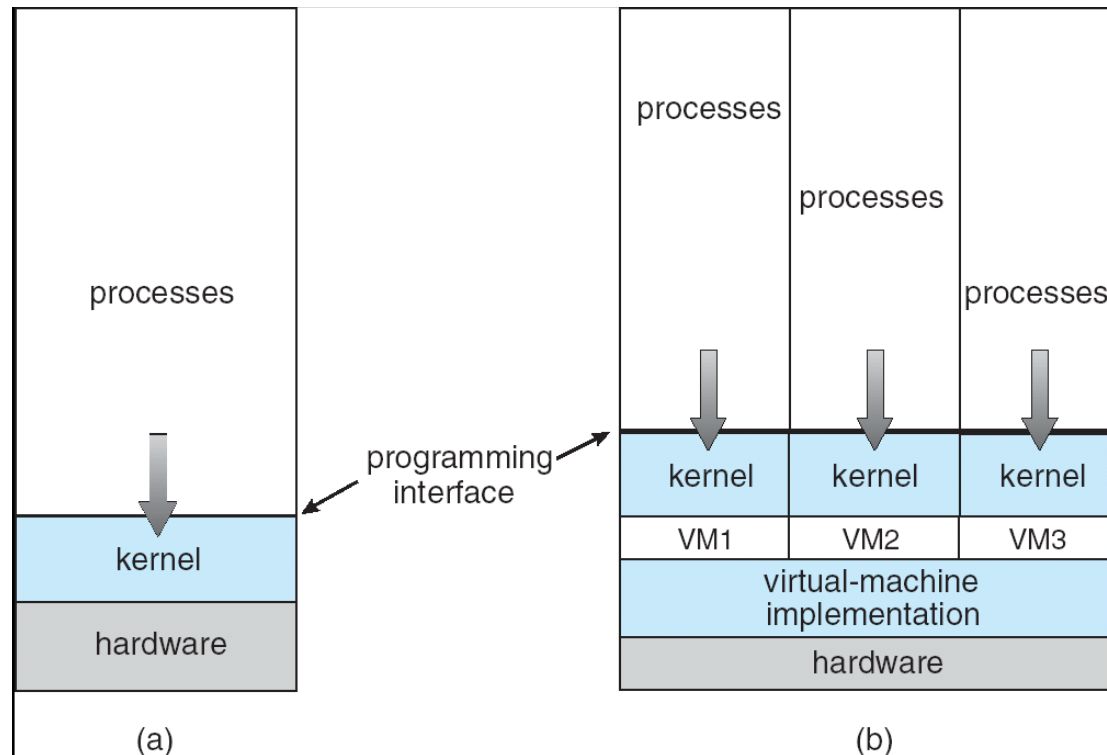 processes
kernel
hardware
(a)
programming
interface
processes
processes
processes
kernel
kernel
kernel
VM1
VM2
VM3
virtual-machine
implementation
hardware
(b)